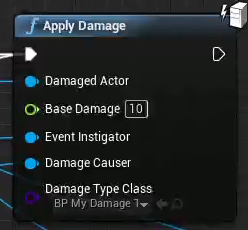 Apply Damage
Damaged Actor
Base Damage 10
Event Instigator
Damage Causer
Damage Type Class
BP My Damage 1